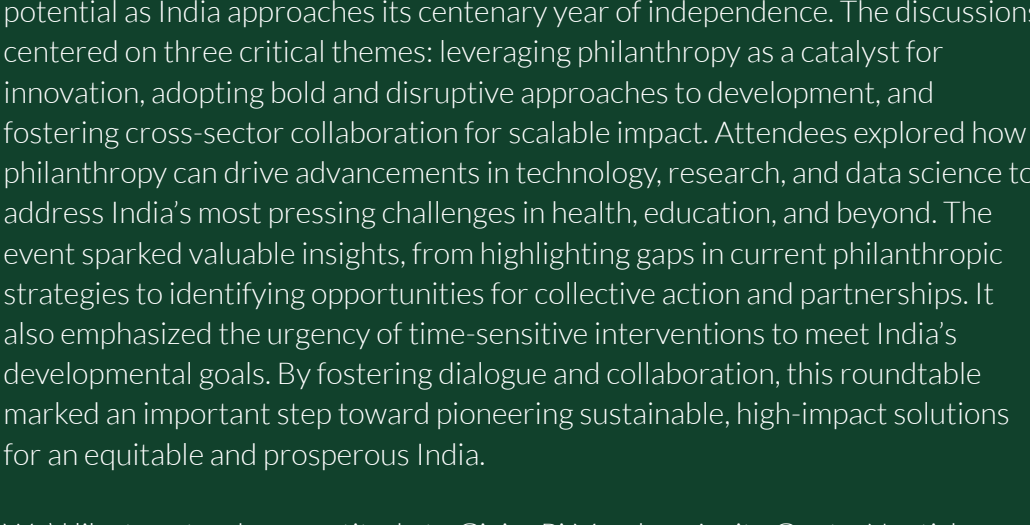 potential as India approaches its centenary year of independence. The discussions
centered on three critical themes: leveraging philanthropy as a catalyst for
innovation, adopting bold and disruptive approaches to development, and
fostering cross-sector collaboration for scalable impact. Attendees explored how
philanthropy can drive advancements in technology, research, and data science to
address India’s most pressing challenges in health, education, and beyond. The
event sparked valuable insights, from highlighting gaps in current philanthropic
strategies to identifying opportunities for collective action and partnerships. It
also emphasized the urgency of time-sensitive interventions to meet India’s
developmental goals. By fostering dialogue and collaboration, this roundtable
marked an important step toward pioneering sustainable, high-impact solutions
for an equitable and prosperous India.